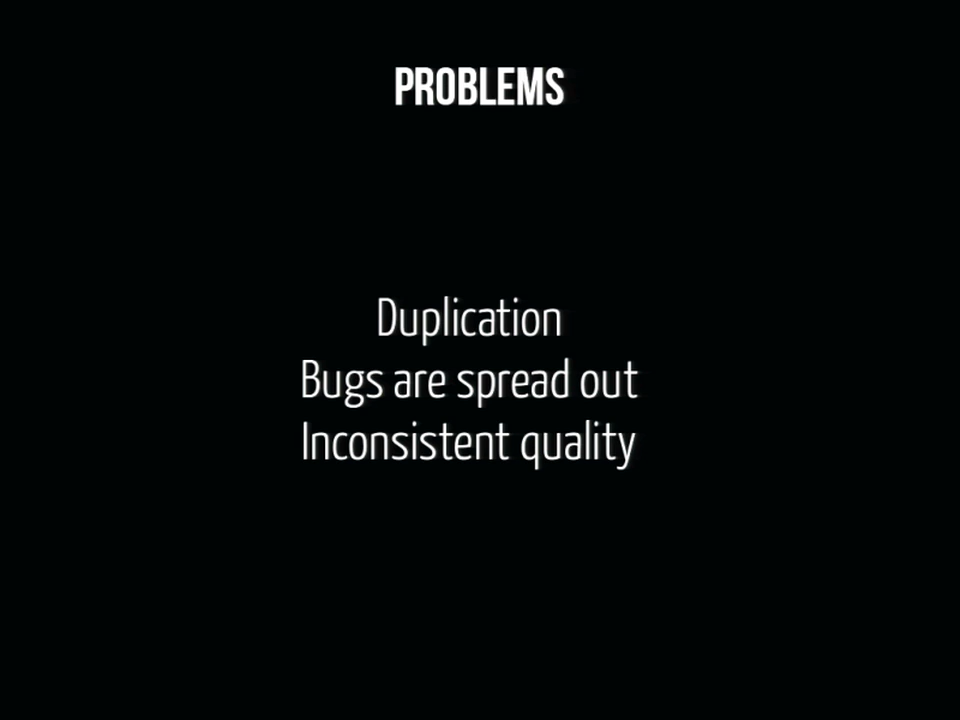 PROBLEMS
Duplication
Bugs are spread out
Inconsistent quality